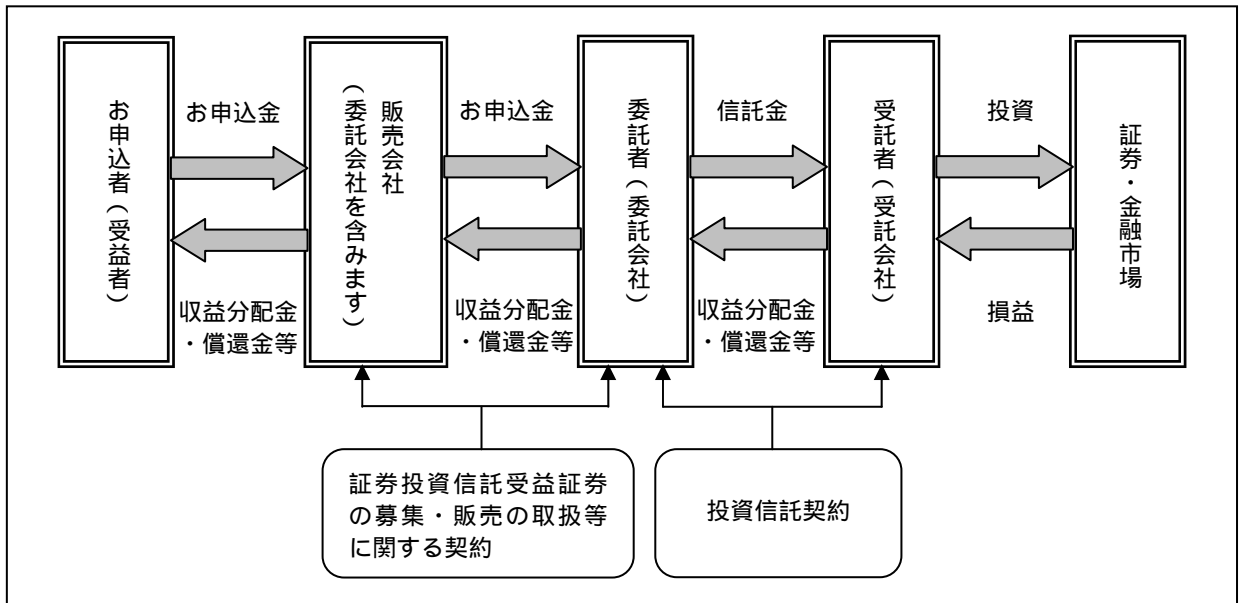 お申込者(受益者)
お申込金
収益分配金
・償還金等
販売会社
(委託会社を含みます)
お申込金
収益分配金
・償還金等
委託者(委託会社)
信託金
収益分配金
・償還金等
受託者(受託会社)
投資
損益
証券・金融市場
証券投資信託受益証券
の募集・販売の取扱等
に関する契約
投資信託契約